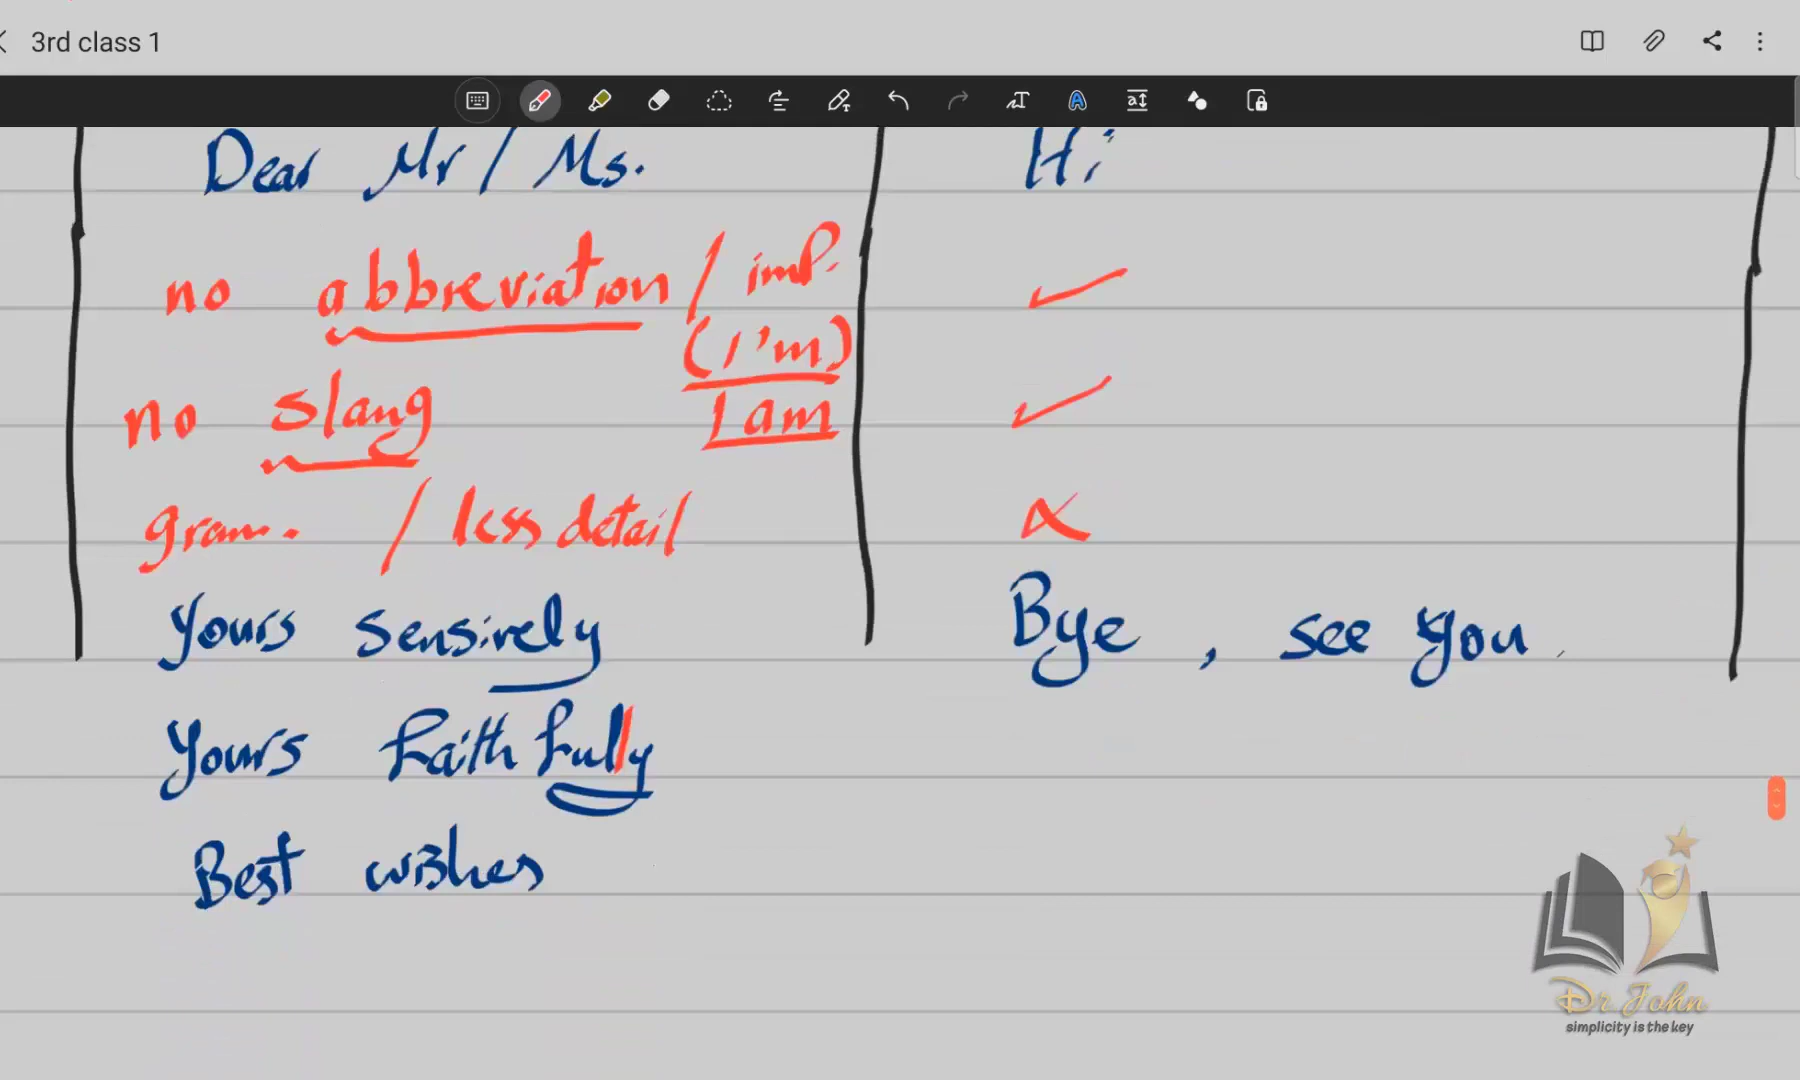 3rd class 1
Dear Mr / Ms. Hi
no abbreviation / imp.
(I'm)
no slang I am
gram. / less detail
Yours sensirely Bye, see you
Yours faithfully
Best wishes
Dr John
simplicity is the key